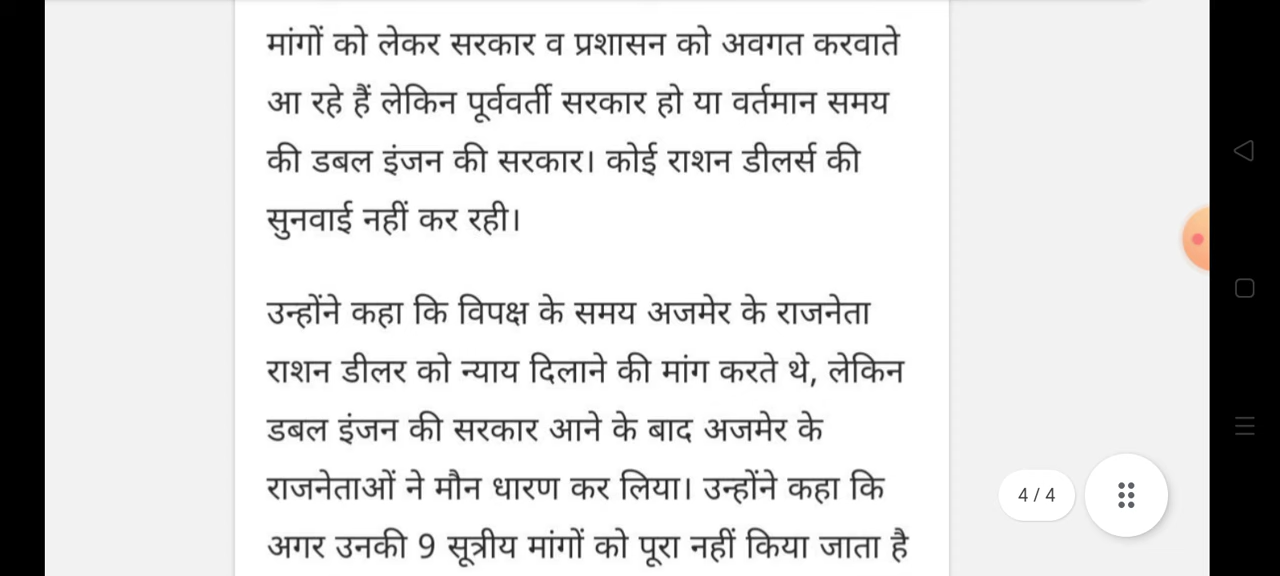 मांगों को लेकर सरकार व प्रशासन को अवगत करवाते
आ रहे हैं लेकिन पूर्ववर्ती सरकार हो या वर्तमान समय
की डबल इंजन की सरकार। कोई राशन डीलर्स की
सुनवाई नहीं कर रही।
उन्होंने कहा कि विपक्ष के समय अजमेर के राजनेता
राशन डीलर को न्याय दिलाने की मांग करते थे, लेकिन
डबल इंजन की सरकार आने के बाद अजमेर के
राजनेताओं ने मौन धारण कर लिया। उन्होंने कहा कि
अगर उनकी 9 सूत्रीय मांगों को पूरा नहीं किया जाता है
4 / 4